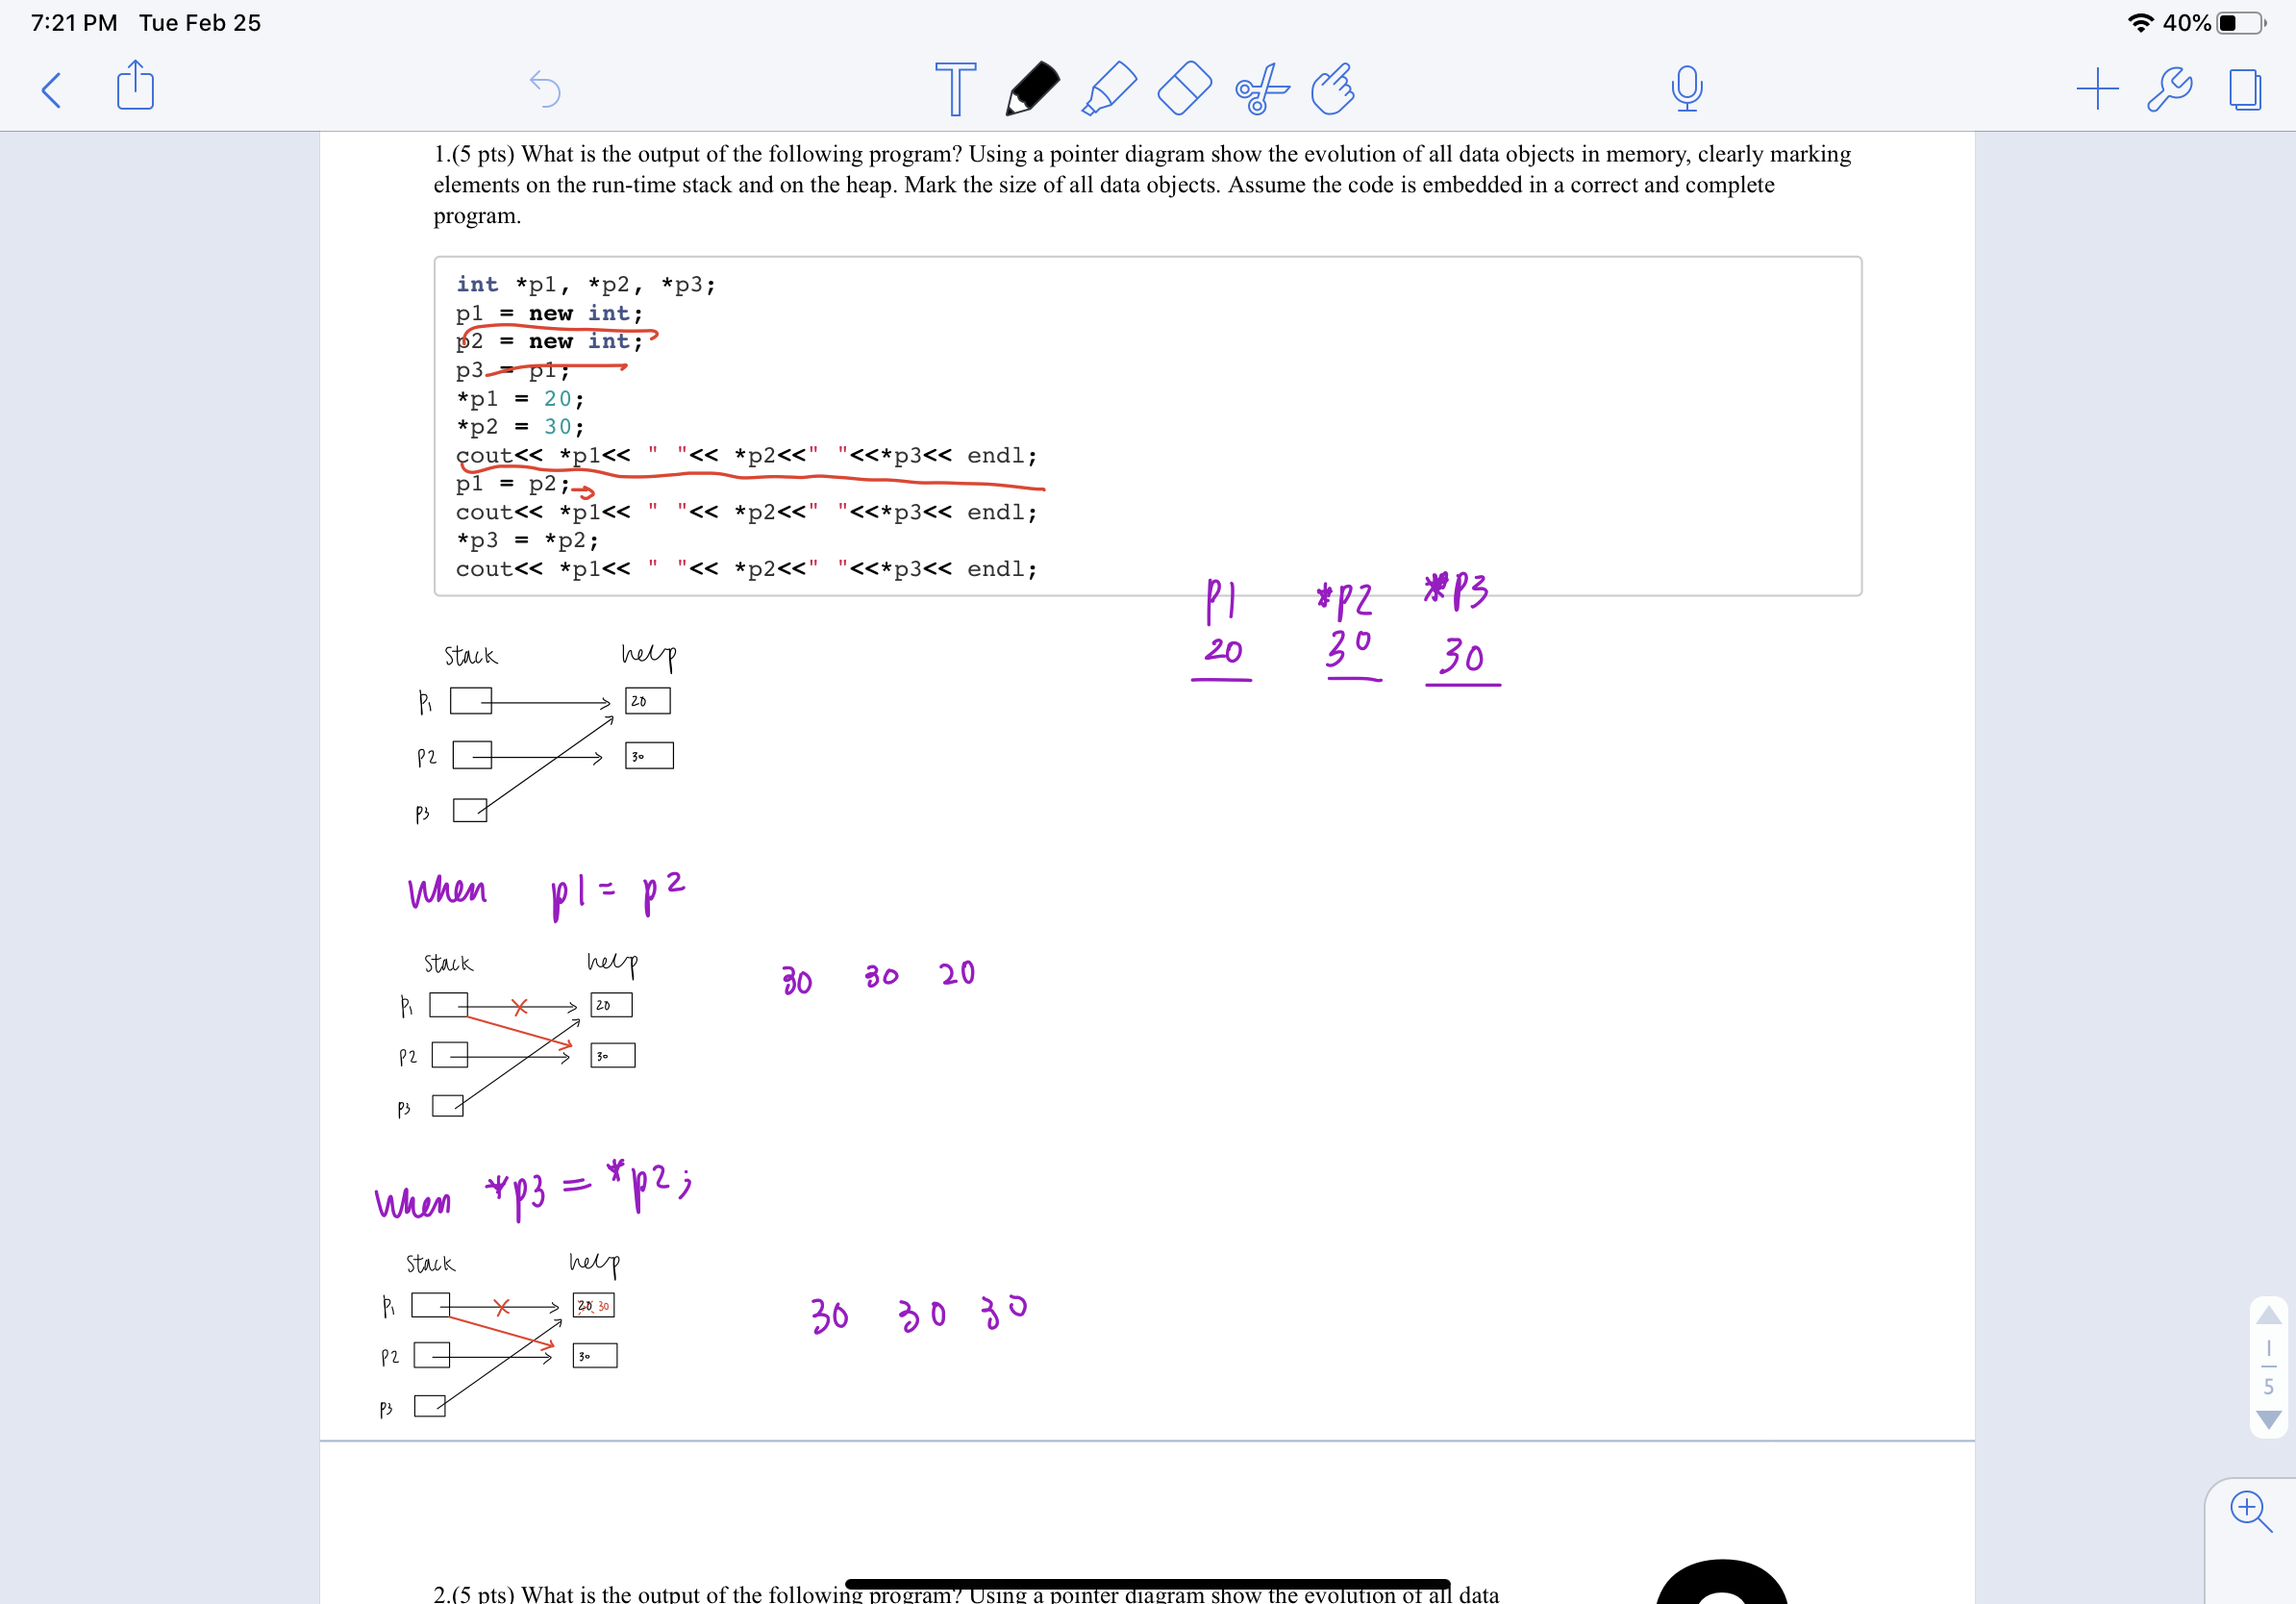 7:21 PM Tue Feb 25
40%
1.(5 pts) What is the output of the following program? Using a pointer diagram show the evolution of all data objects in memory, clearly marking
elements on the run-time stack and on the heap. Mark the size of all data objects. Assume the code is embedded in a correct and complete
program.
int *p1, *p2, *p3;
p1 = new int;
p2 = new int;
p3 = p1;
*p1 = 20;
*p2 = 30;
cout<< *p1<< " "<< *p2<<" "<<*p3<< endl;
p1 = p2;
cout<< *p1<< " "<< *p2<<" "<<*p3<< endl;
*p3 = *p2;
cout<< *p1<< " "<< *p2<<" "<<*p3<< endl;
P1 *P2 *P3
20 30 30
Stack help
P1 20
P2 30
P3
When p1 = p2
Stack help
30 30 20
P1 20
P2 30
P3
When *p3 = *p2;
Stack help
P1 20 30
30 30 30
P2 30
P3
1
5
2.(5 pts) What is the output of the following program? Using a pointer diagram show the evolution of all data